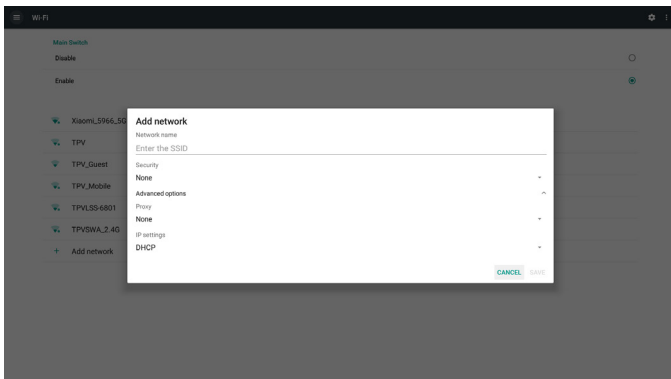 Wi-Fi
Main Switch
Disable
Enable
Xiaomi_5966_5G
TPV
TPV_Guest
TPV_Mobile
TPVLSS-6801
TPVSWA_2.4G
Add network
Add network
Network name
Enter the SSID
Security
None
Advanced options
Proxy
None
IP settings
DHCP
CANCEL SAVE